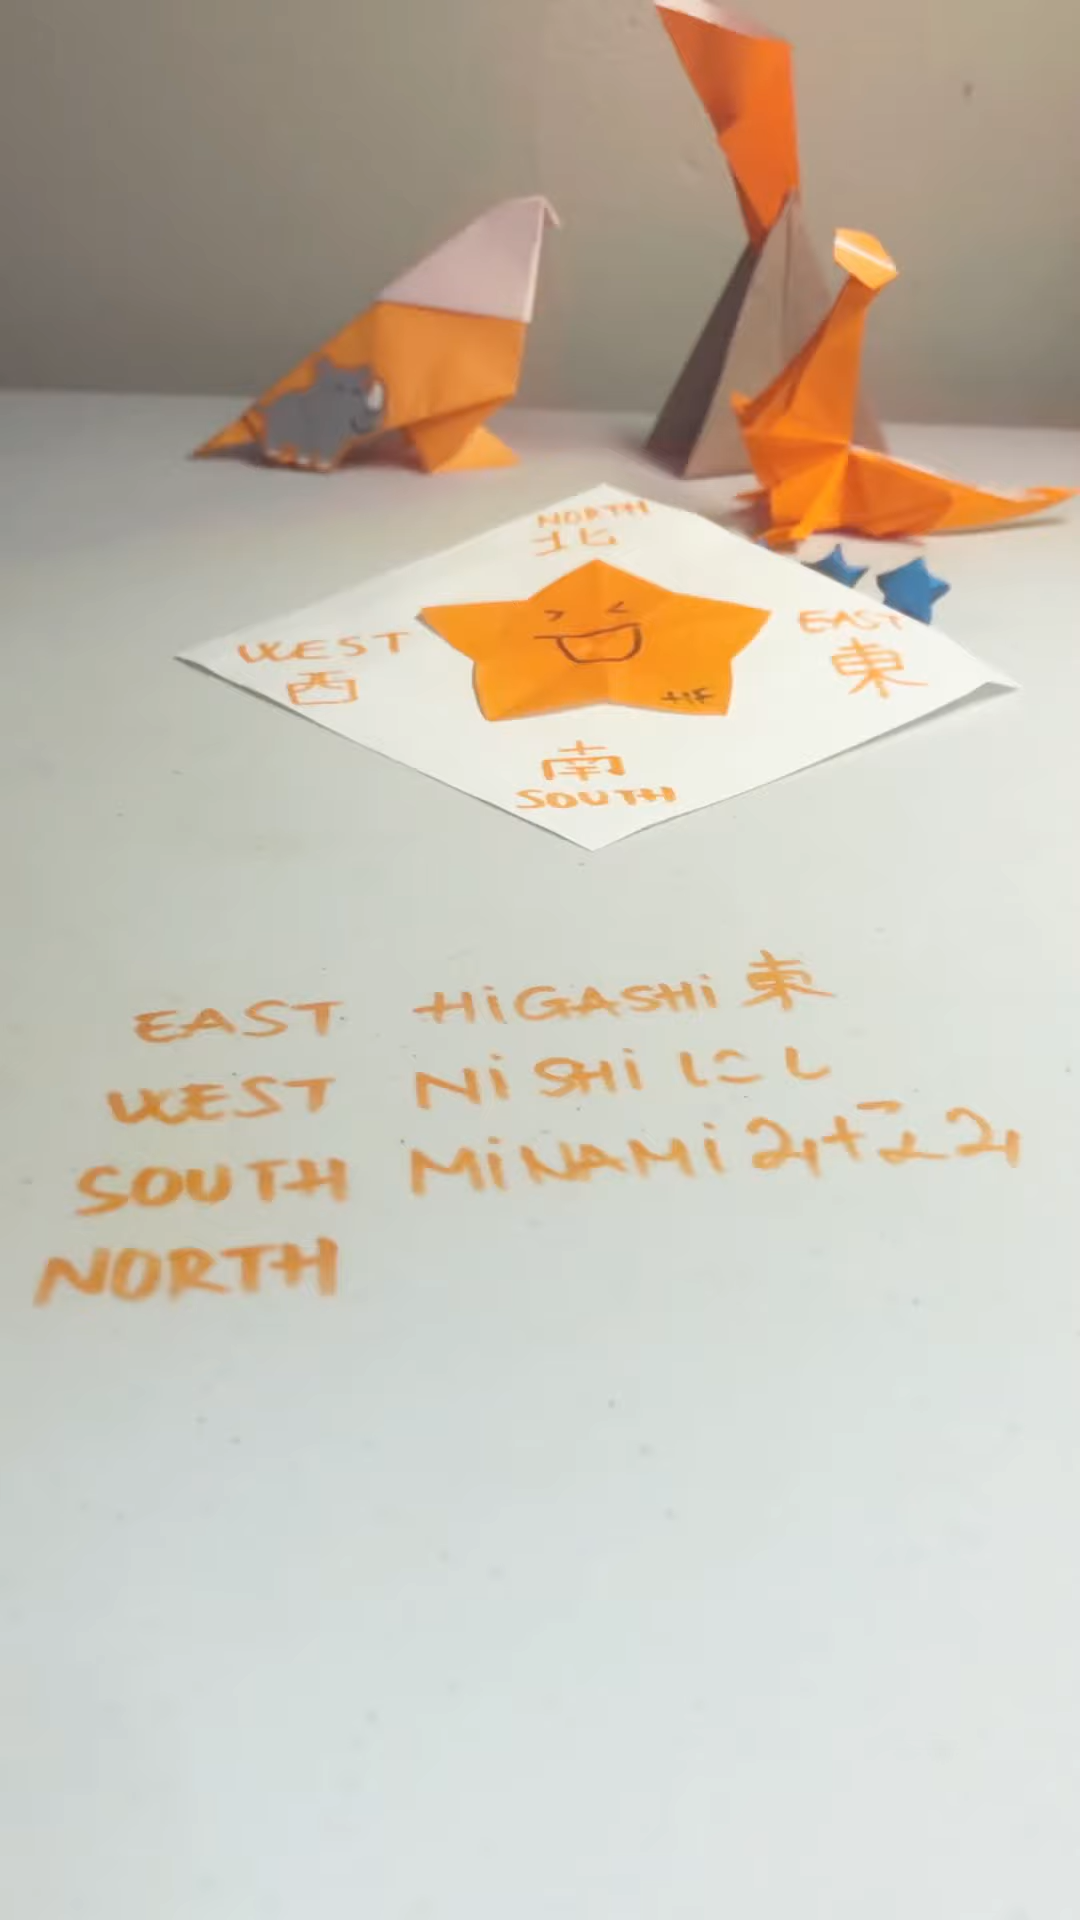 NORTH
北
WEST
西
EAST
東
南
SOUTH
HF
EAST HiGASHi 東
WEST NiSHi にし
SOUTH MiNAMi みなみ
NORTH